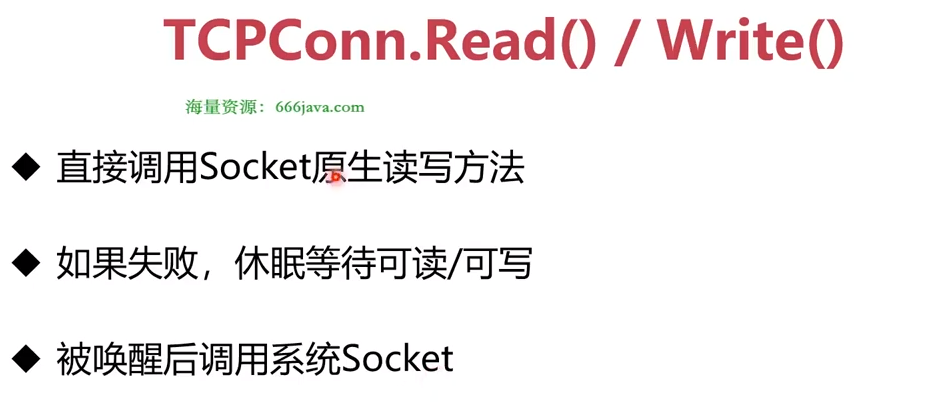 TCPConn.Read() / Write()
海量资源：666java.com
◆ 直接调用Socket原生读写方法
◆ 如果失败，休眠等待可读/可写
◆ 被唤醒后调用系统Socket